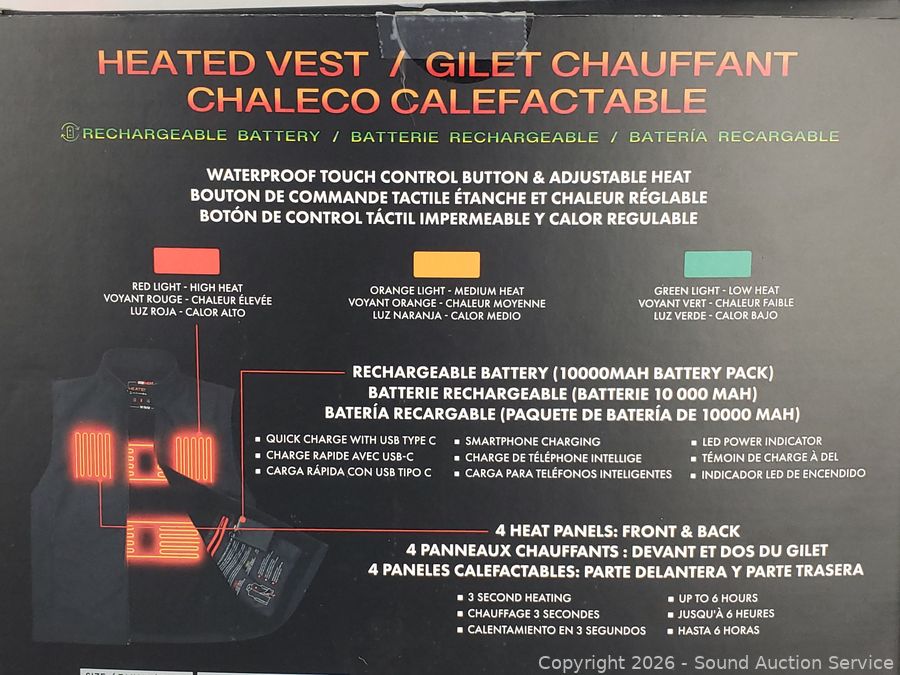 HEATED VEST / GILET CHAUFFANT
CHALECO CALEFACTABLE
RECHARGEABLE BATTERY / BATTERIE RECHARGEABLE / BATERÍA RECARGABLE
WATERPROOF TOUCH CONTROL BUTTON & ADJUSTABLE HEAT
BOUTON DE COMMANDE TACTILE ÉTANCHE ET CHALEUR RÉGLABLE
BOTÓN DE CONTROL TÁCTIL IMPERMEABLE Y CALOR REGULABLE
RED LIGHT - HIGH HEAT
VOYANT ROUGE - CHALEUR ÉLEVÉE
LUZ ROJA - CALOR ALTO
ORANGE LIGHT - MEDIUM HEAT
VOYANT ORANGE - CHALEUR MOYENNE
LUZ NARANJA - CALOR MEDIO
GREEN LIGHT - LOW HEAT
VOYANT VERT - CHALEUR FAIBLE
LUZ VERDE - CALOR BAJO
RECHARGEABLE BATTERY (10000MAH BATTERY PACK)
BATTERIE RECHARGEABLE (BATTERIE 10 000 MAH)
BATERÍA RECARGABLE (PAQUETE DE BATERÍA DE 10000 MAH)
▪ QUICK CHARGE WITH USB TYPE C
▪ CHARGE RAPIDE AVEC USB-C
▪ CARGA RÁPIDA CON USB TIPO C
▪ SMARTPHONE CHARGING
▪ CHARGE DE TÉLÉPHONE INTELLIGE
▪ CARGA PARA TELÉFONOS INTELIGENTES
▪ LED POWER INDICATOR
▪ TÉMOIN DE CHARGE À DEL
▪ INDICADOR LED DE ENCENDIDO
4 HEAT PANELS: FRONT & BACK
4 PANNEAUX CHAUFFANTS : DEVANT ET DOS DU GILET
4 PANELES CALEFACTABLES: PARTE DELANTERA Y PARTE TRASERA
▪ 3 SECOND HEATING
▪ CHAUFFAGE 3 SECONDES
▪ CALENTAMIENTO EN 3 SEGUNDOS
▪ UP TO 6 HOURS
▪ JUSQU'À 6 HEURES
▪ HASTA 6 HORAS
Copyright 2026 - Sound Auction Service